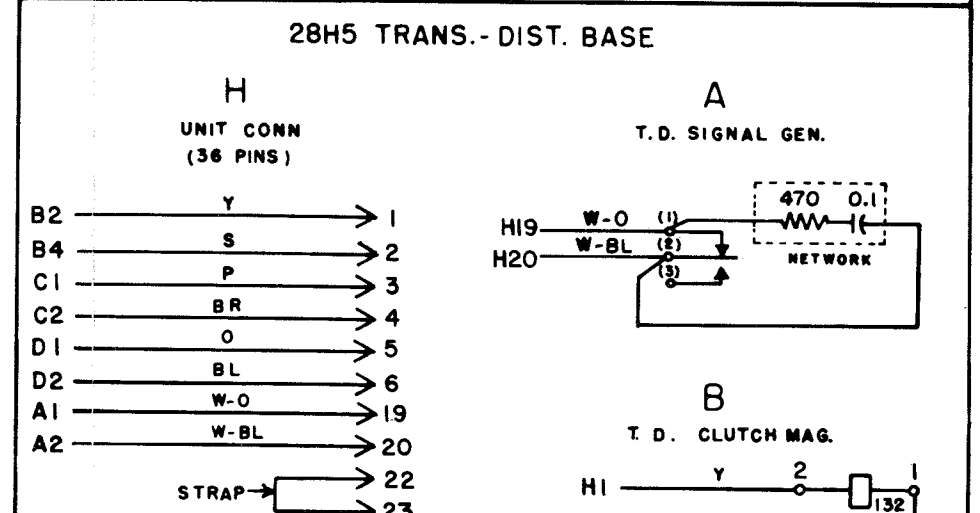 28H5 TRANS.-DIST. BASE
H
UNIT CONN
(36 PINS)
B2 Y 1
B4 S 2
C1 P 3
C2 BR 4
D1 O 5
D2 BL 6
A1 W-O 19
A2 W-BL 20
STRAP 22
23
A
T.D. SIGNAL GEN.
470 0.1
H19 W-O (1)
H20 W-BL (2)
(3)
NETWORK
B
T. D. CLUTCH MAG.
H1 Y 2 1
132